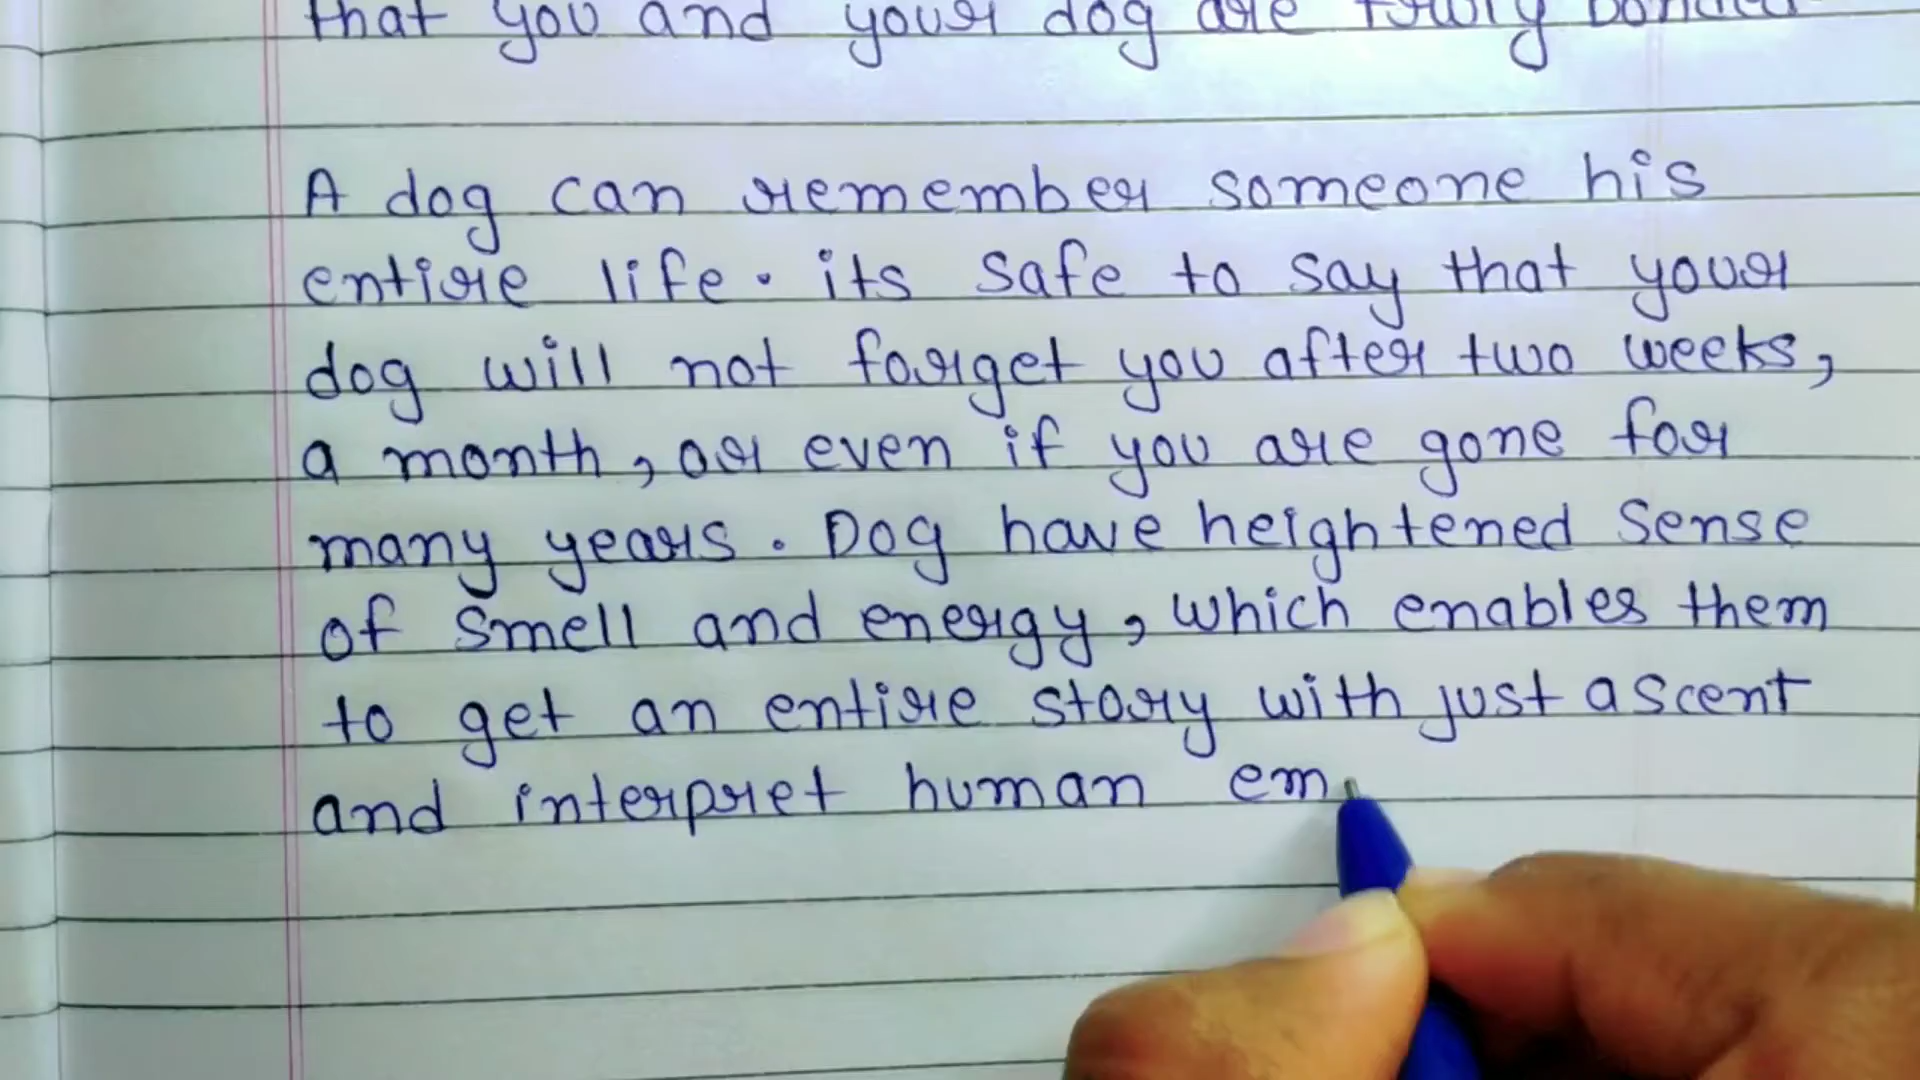 that you and your dog are truly bonded
A dog can remember someone his
entire life. its safe to say that your
dog will not forget you after two weeks,
a month, or even if you are gone for
many years. Dog have heightened sense
of smell and energy, which enables them
to get an entire story with just a scent
and interpret human em